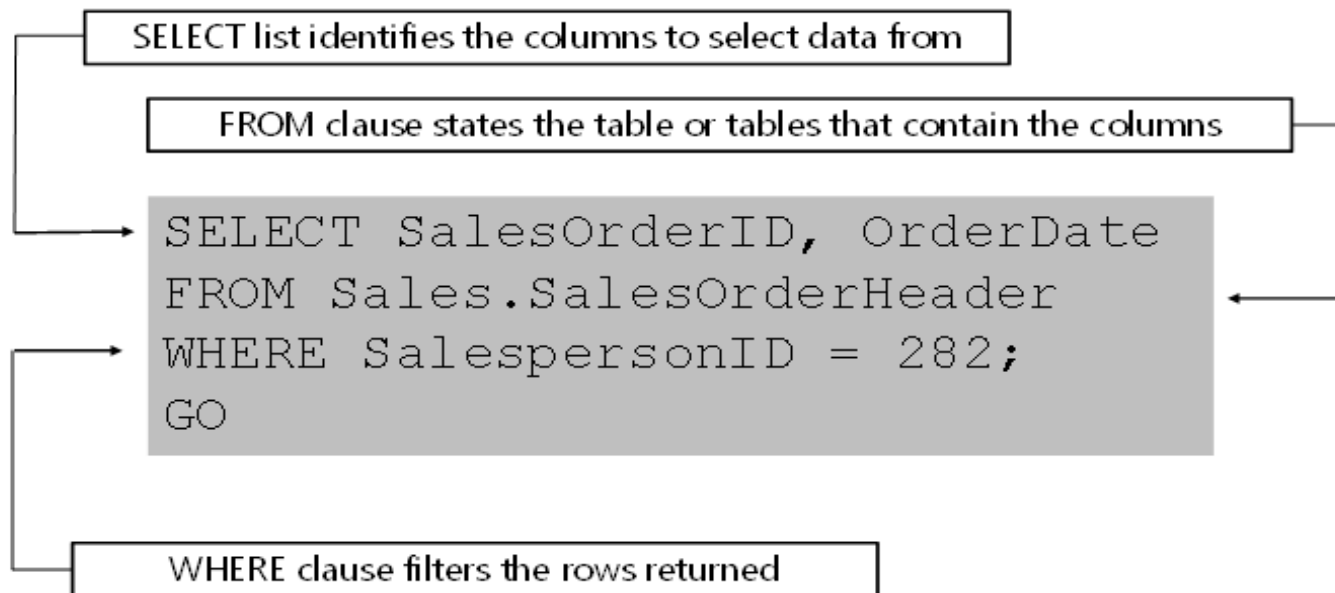 SELECT list identifies the columns to select data from
FROM clause states the table or tables that contain the columns
SELECT SalesOrderID, OrderDate
FROM Sales.SalesOrderHeader
WHERE SalespersonID = 282;
GO
WHERE clause filters the rows returned